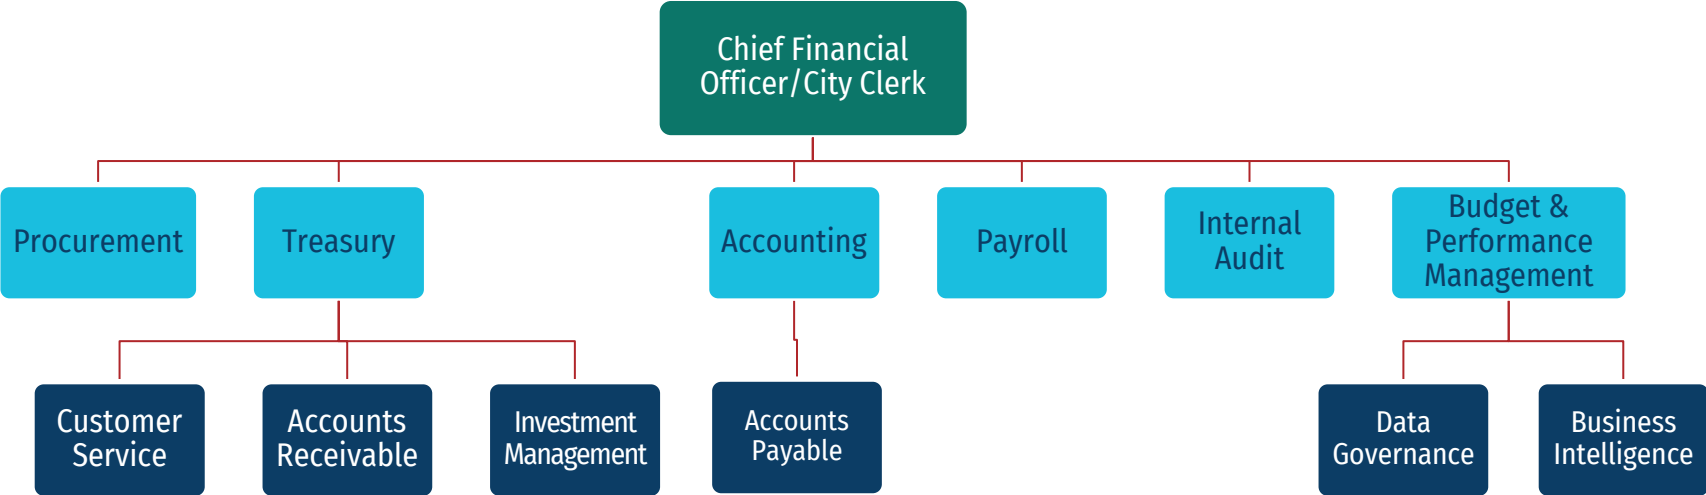 Chief Financial
Officer/City Clerk
Procurement
Treasury
Accounting
Payroll
Internal
Audit
Budget &
Performance
Management
Customer
Service
Accounts
Receivable
Investment
Management
Accounts
Payable
Data
Governance
Business
Intelligence